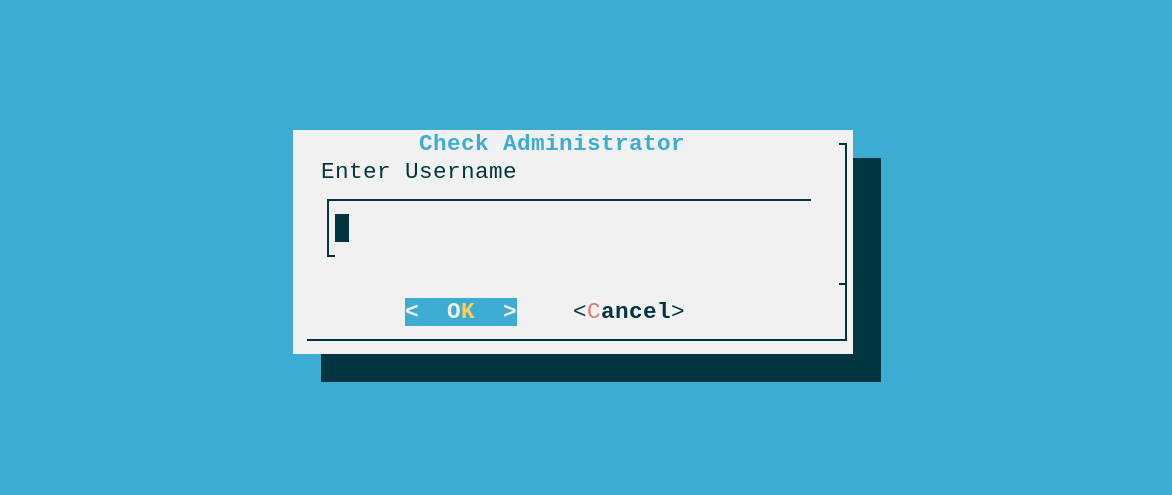 Check Administrator
Enter Username
<  OK  > <Cancel>